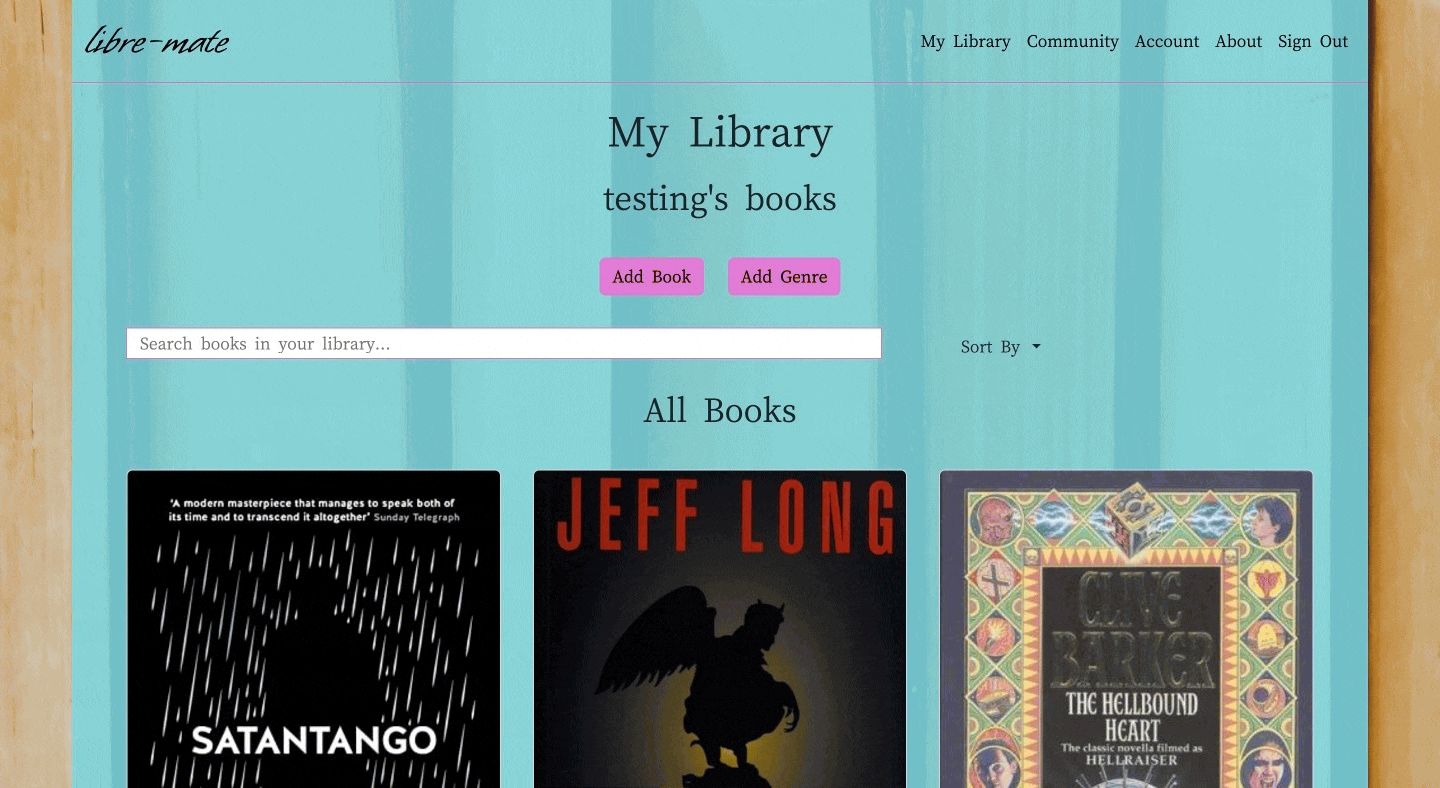 libre-mate
My Library Community Account About Sign Out
My Library
testing's books
Add Book Add Genre
Search books in your library...
Sort By
All Books
'A modern masterpiece that manages to speak both of
its time and to transcend it altogether' Sunday Telegraph
SATANTANGO
JEFF LONG
CLIVE
BARKER
THE HELLBOUND
HEART
The classic novella filmed as
HELLRAISER